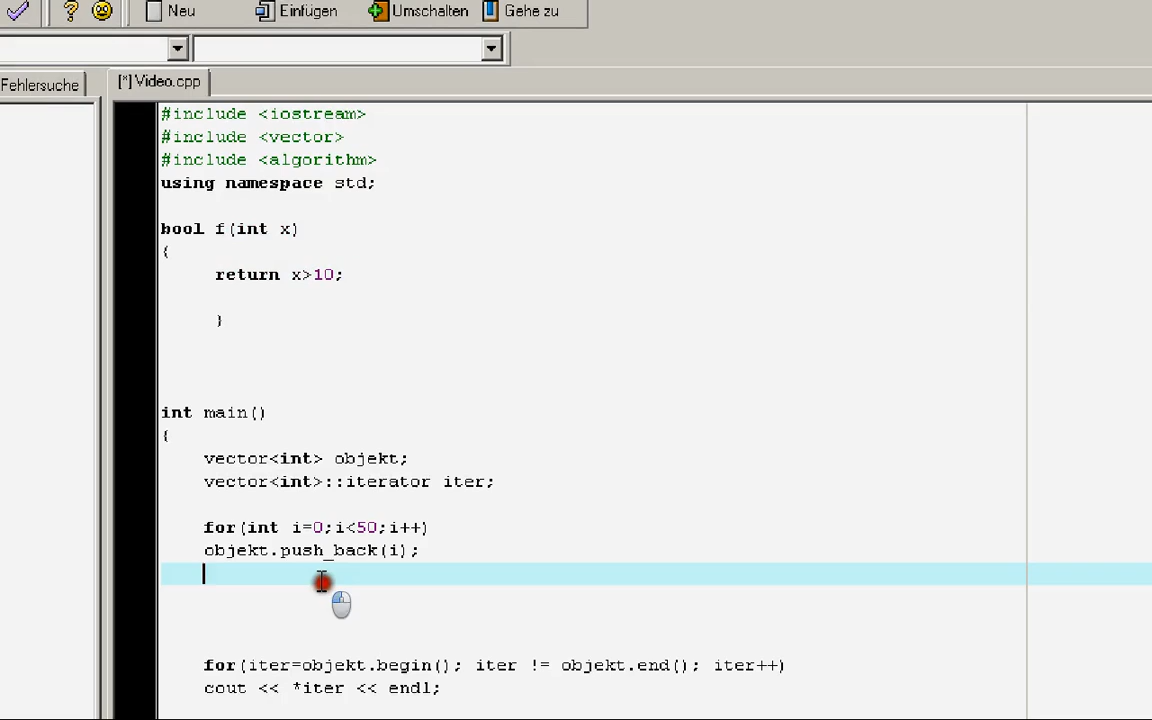 Neu Einfügen Umschalten Gehe zu
Fehlersuche [*] Video.cpp
#include <iostream>
#include <vector>
#include <algorithm>
using namespace std;
bool f(int x)
{
return x>10;
}
int main()
{
vector<int> objekt;
vector<int>::iterator iter;
for(int i=0;i<50;i++)
objekt.push_back(i);
for(iter=objekt.begin(); iter != objekt.end(); iter++)
cout << *iter << endl;